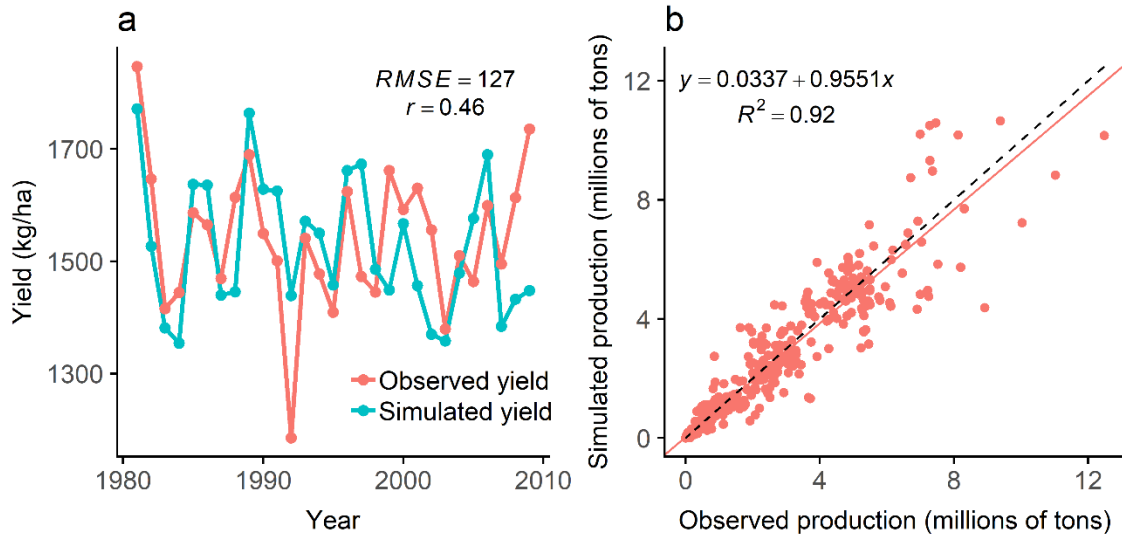 a
RMSE = 127
r = 0.46
Yield (kg/ha)
1700
1500
1300
Observed yield
Simulated yield
1980
1990
2000
2010
Year
b
y = 0.0337 + 0.9551x
R² = 0.92
Simulated production (millions of tons)
12
8
4
0
0
4
8
12
Observed production (millions of tons)